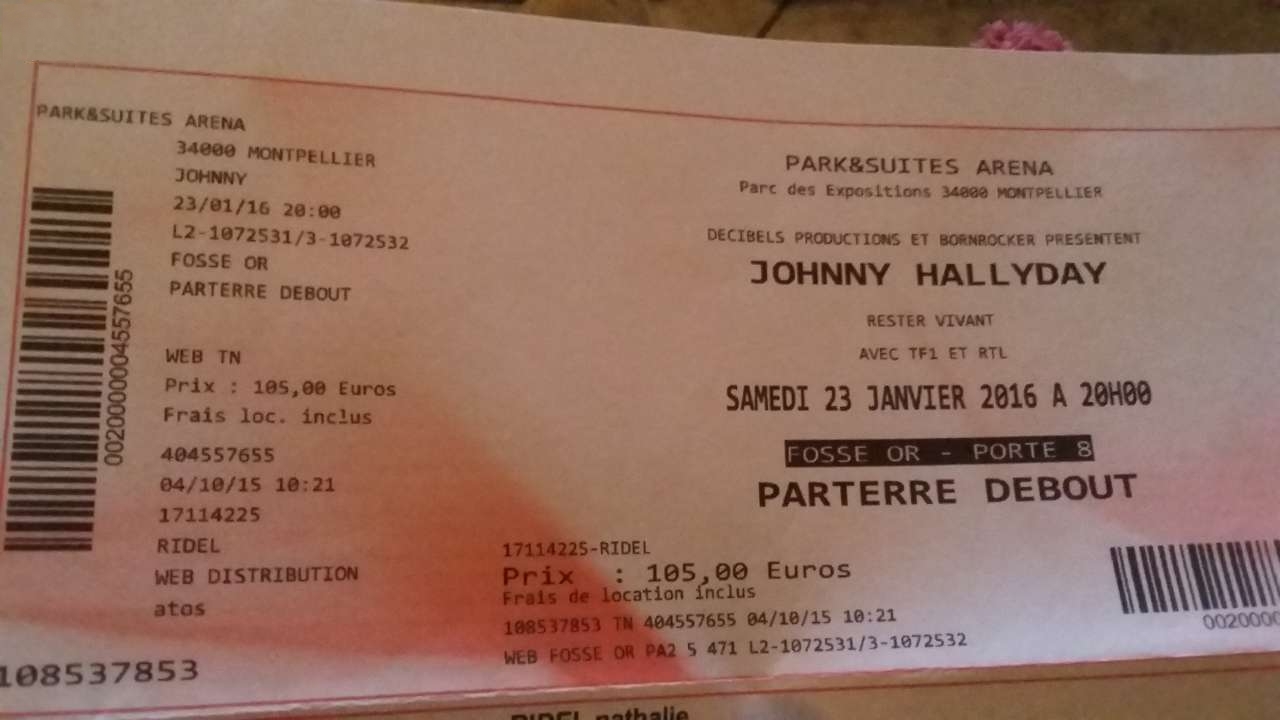 PARK&SUITES ARENA
34000 MONTPELLIER
JOHNNY
23/01/16 20:00
L2-1072531/3-1072532
FOSSE OR
PARTERRE DEBOUT
WEB TN
Prix : 105,00 Euros
Frais loc. inclus
404557655
04/10/15 10:21
17114225
RIDEL
WEB DISTRIBUTION
atos
108537853
0020000004557655
PARK&SUITES ARENA
Parc des Expositions 34000 MONTPELLIER
DECIBELS PRODUCTIONS ET BORNROCKER PRESENTENT
JOHNNY HALLYDAY
RESTER VIVANT
AVEC TF1 ET RTL
SAMEDI 23 JANVIER 2016 A 20H00
FOSSE OR - PORTE 8
PARTERRE DEBOUT
17114225-RIDEL
Prix : 105,00 Euros
Frais de location inclus
108537853 TN 404557655 04/10/15 10:21
WEB FOSSE OR PA2 5 471 L2-1072531/3-1072532
RIDEL nathalie